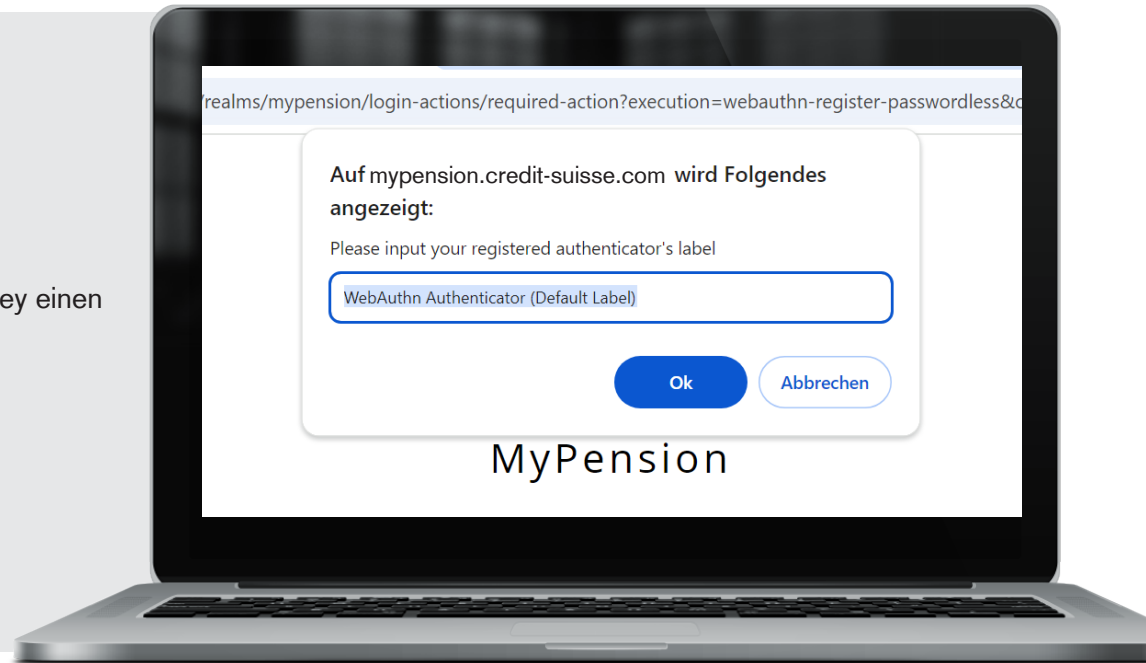 /realms/mypension/login-actions/required-action?execution=webauthn-register-passwordless&
Auf mypension.credit-suisse.com wird Folgendes
angezeigt:
Please input your registered authenticator's label
ey einen
WebAuthn Authenticator (Default Label)
Ok
Abbrechen
MyPension